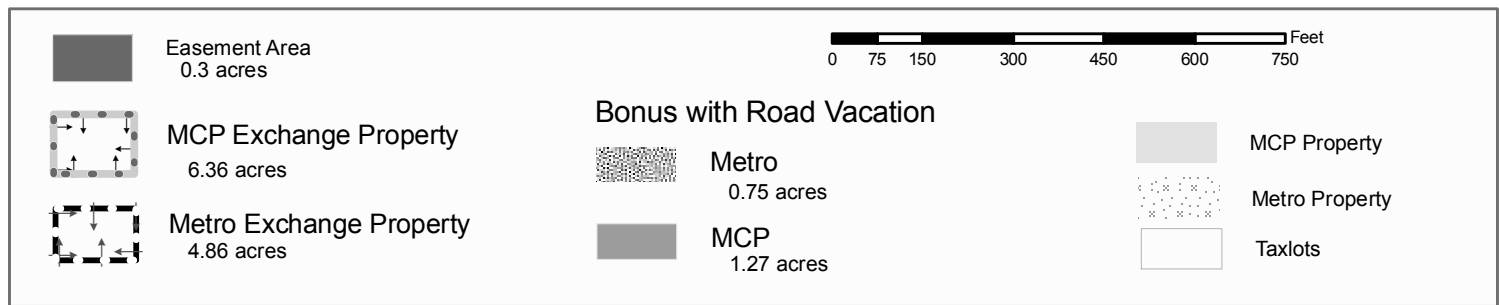 Easement Area
0.3 acres
MCP Exchange Property
6.36 acres
Metro Exchange Property
4.86 acres
Feet
0 75 150 300 450 600 750
Bonus with Road Vacation
Metro
0.75 acres
MCP
1.27 acres
MCP Property
Metro Property
Taxlots